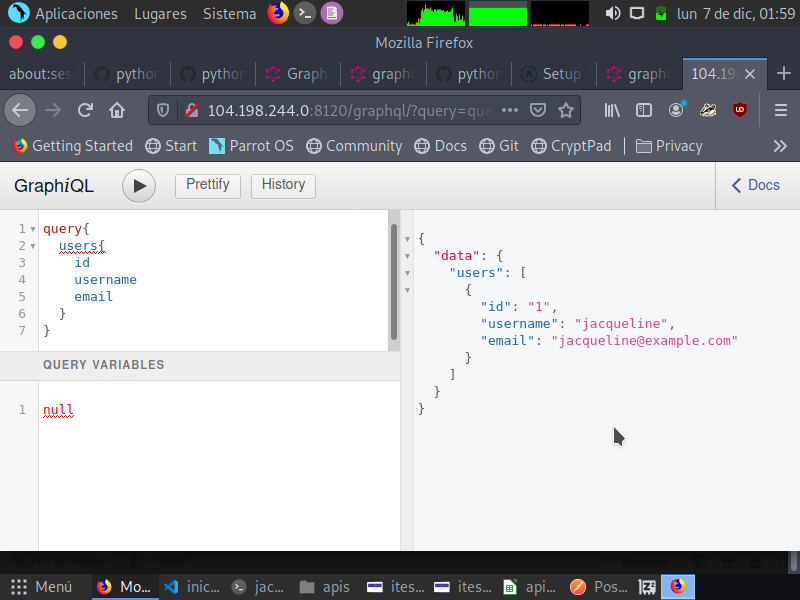 Aplicaciones Lugares Sistema lun 7 de dic, 01:59
Mozilla Firefox
about:ses python python Graph graph python Setup graph 104.19
104.198.244.0:8120/graphql/?query=que
Getting Started Start Parrot OS Community Docs Git CryptPad Privacy
GraphiQL Prettify History Docs
1 query{
2 users{
3 id
4 username
5 email
6 }
7 }
QUERY VARIABLES
1 null
{
"data": {
"users": [
{
"id": "1",
"username": "jacqueline",
"email": "jacqueline@example.com"
}
]
}
}
Menú Mo... inic... jac... apis ites... ites... api... Pos...